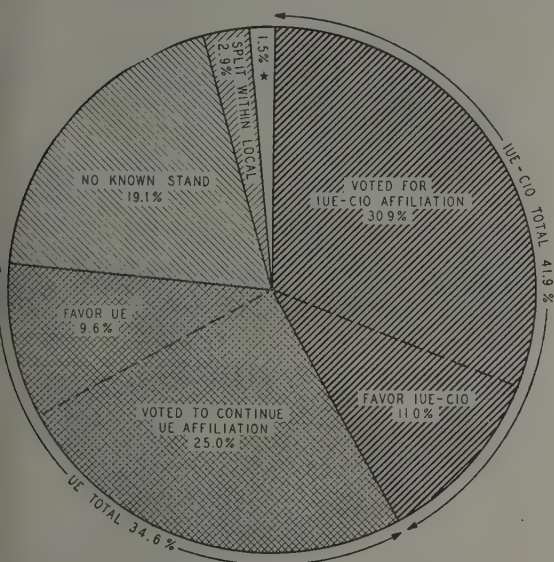 1.5% *
SPLIT WITHIN LOCAL
2.9%
NO KNOWN STAND
19.1%
VOTED FOR
IUE-CIO AFFILIATION
30.9%
IUE-CIO TOTAL 41.9%
FAVOR IUE-CIO
11.0%
FAVOR UE
9.6%
VOTED TO CONTINUE
UE AFFILIATION
25.0%
UE TOTAL 34.6%